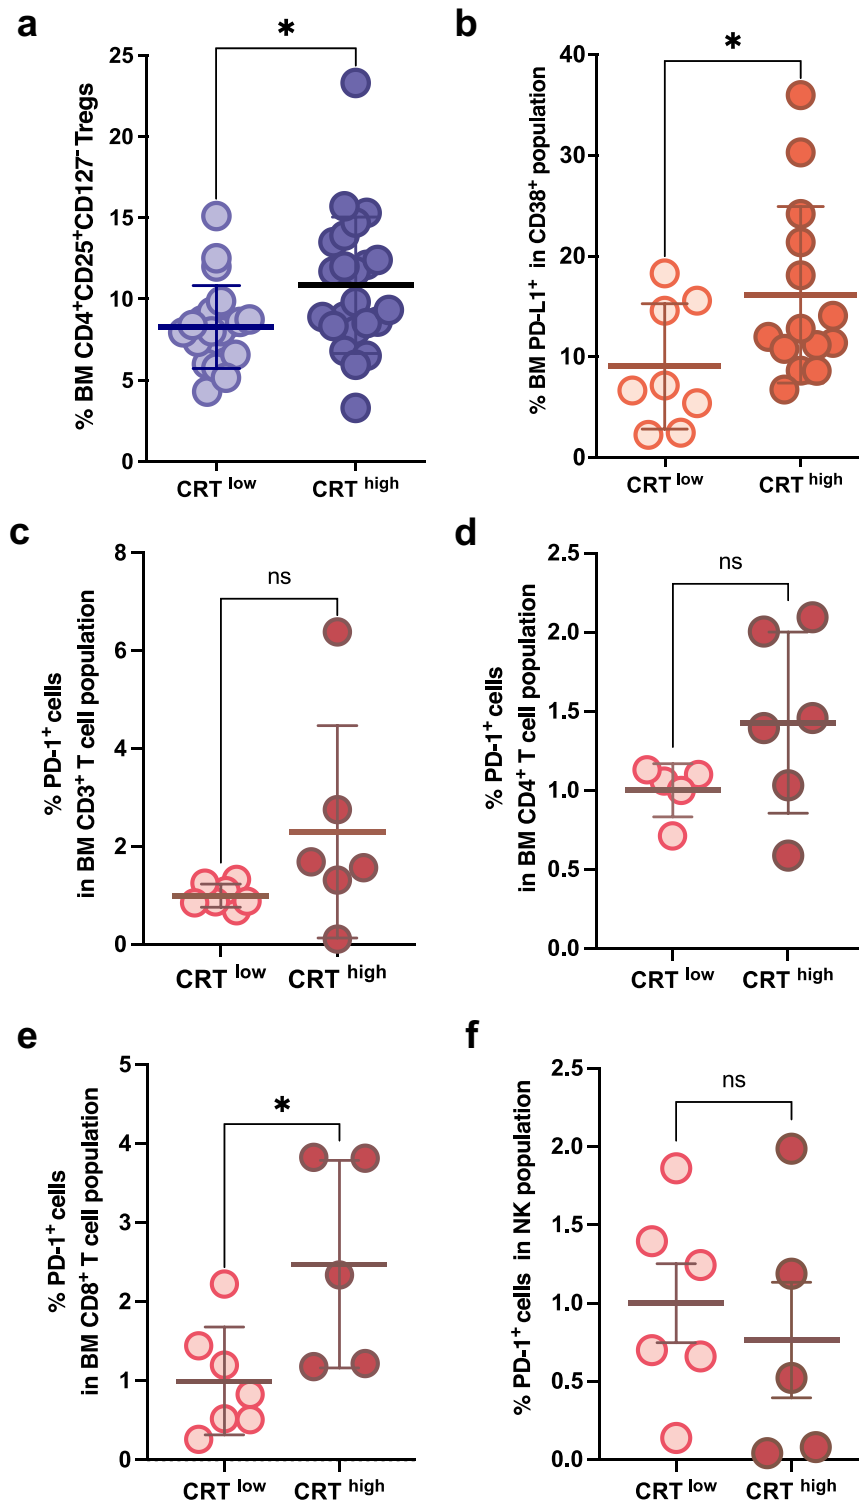 a
*
% BM CD4⁺CD25⁺CD127⁻ Tregs
25
20
15
10
5
0
CRT ˡᵒʷ
CRT ʰⁱᵍʰ
b
*
% BM PD-L1⁺ in CD38⁺ population
40
30
20
10
0
CRT ˡᵒʷ
CRT ʰⁱᵍʰ
c
ns
% PD-1⁺ cells
in BM CD3⁺ T cell population
8
6
4
2
0
CRT ˡᵒʷ
CRT ʰⁱᵍʰ
d
ns
% PD-1⁺ cells
in BM CD4⁺ T cell population
2.5
2.0
1.5
1.0
0.5
0.0
CRT ˡᵒʷ
CRT ʰⁱᵍʰ
e
*
% PD-1⁺ cells
in BM CD8⁺ T cell population
5
4
3
2
1
0
CRT ˡᵒʷ
CRT ʰⁱᵍʰ
f
ns
% PD-1⁺ cells in NK population
2.5
2.0
1.5
1.0
0.5
0.0
CRT ˡᵒʷ
CRT ʰⁱᵍʰ